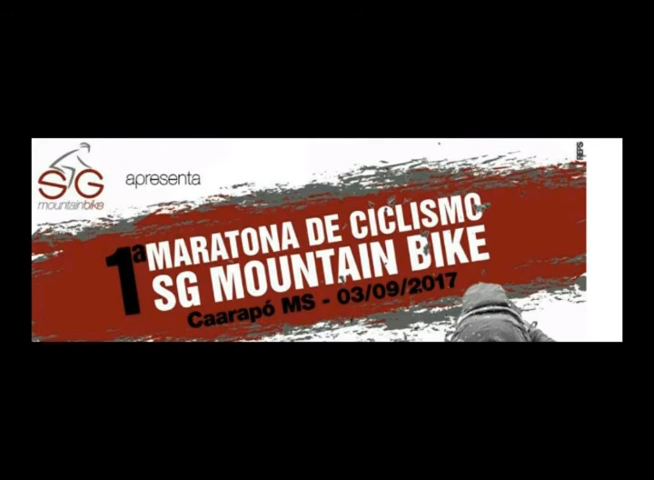 SG
mountainbike
apresenta
1ª MARATONA DE CICLISMO
SG MOUNTAIN BIKE
Caarapó MS - 03/09/2017